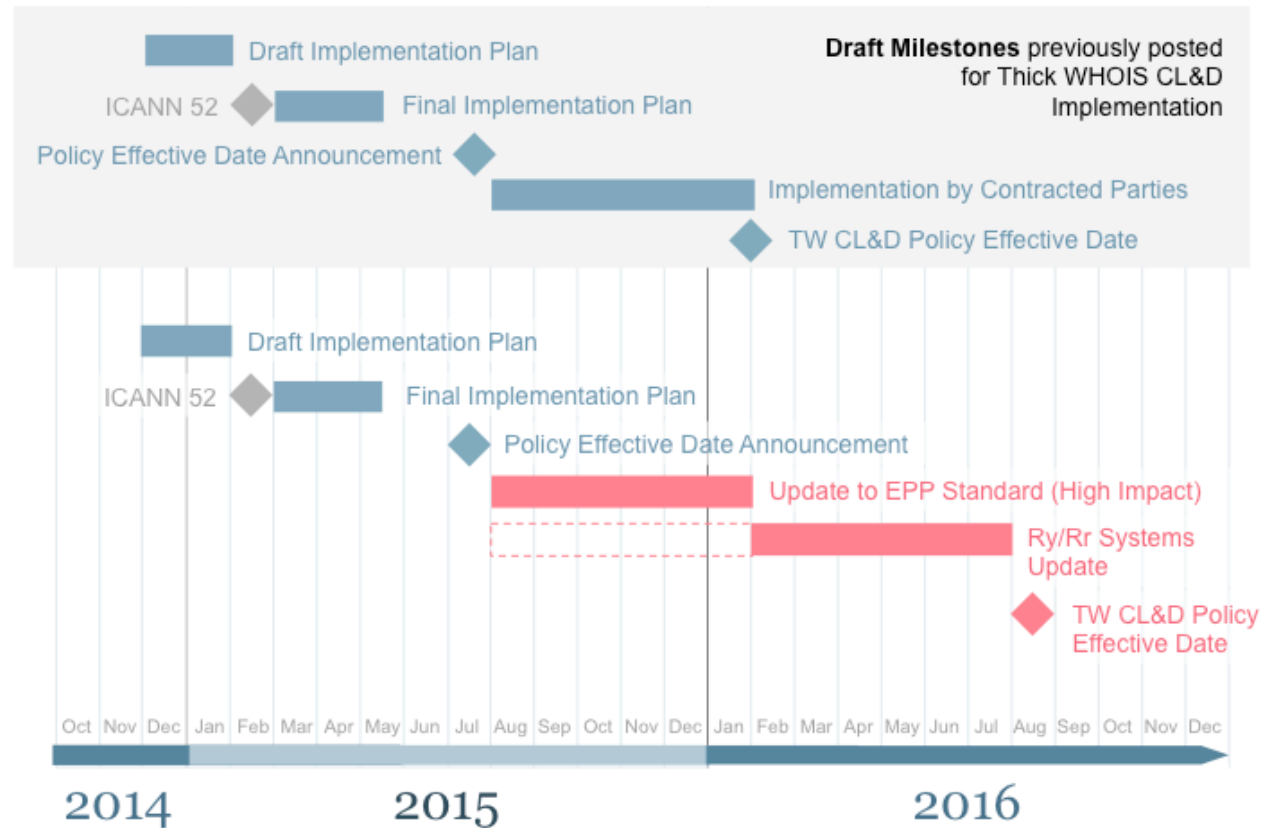 Draft Implementation Plan
Draft Milestones previously posted
for Thick WHOIS CL&D
Implementation
ICANN 52
Final Implementation Plan
Policy Effective Date Announcement
Implementation by Contracted Parties
TW CL&D Policy Effective Date
Draft Implementation Plan
ICANN 52
Final Implementation Plan
Policy Effective Date Announcement
Update to EPP Standard (High Impact)
Ry/Rr Systems
Update
TW CL&D Policy
Effective Date
Oct Nov Dec Jan Feb Mar Apr May Jun Jul Aug Sep Oct Nov Dec Jan Feb Mar Apr May Jun Jul Aug Sep Oct Nov Dec
2014 2015 2016